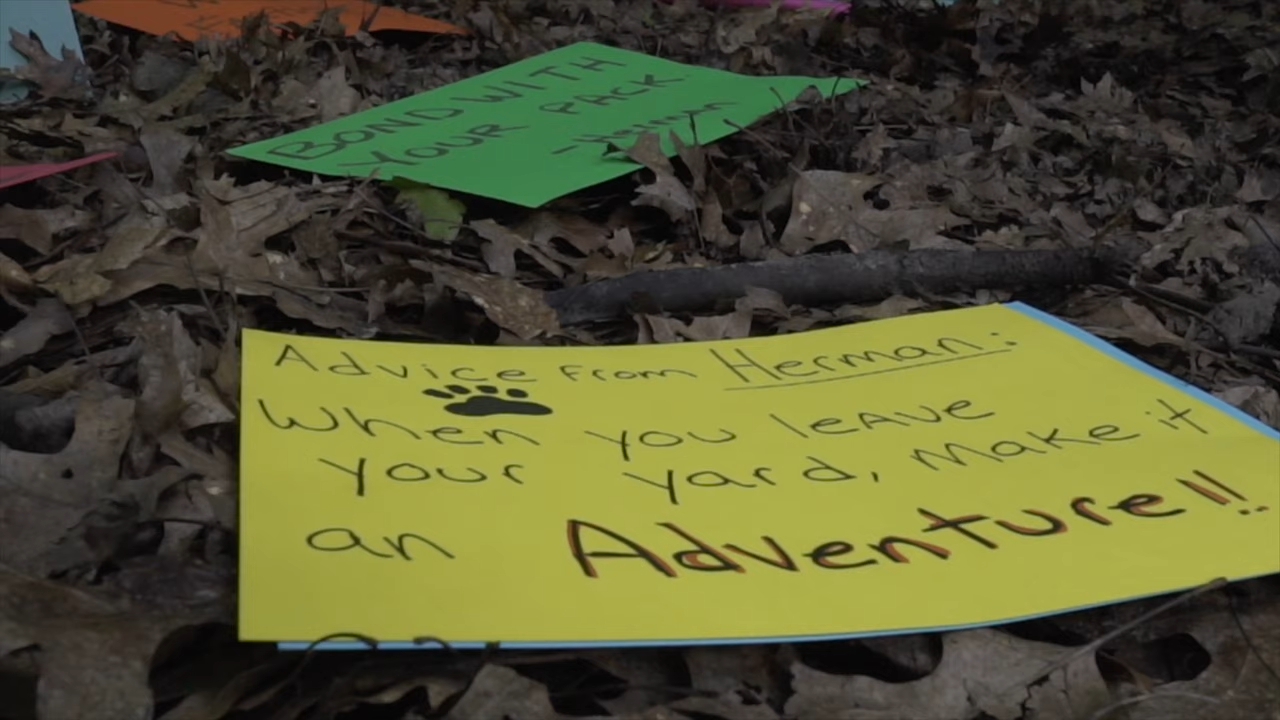 BOND WITH
YOUR PACK
-Herman
Advice from Herman:
When you leave
your yard, make it
an Adventure!!